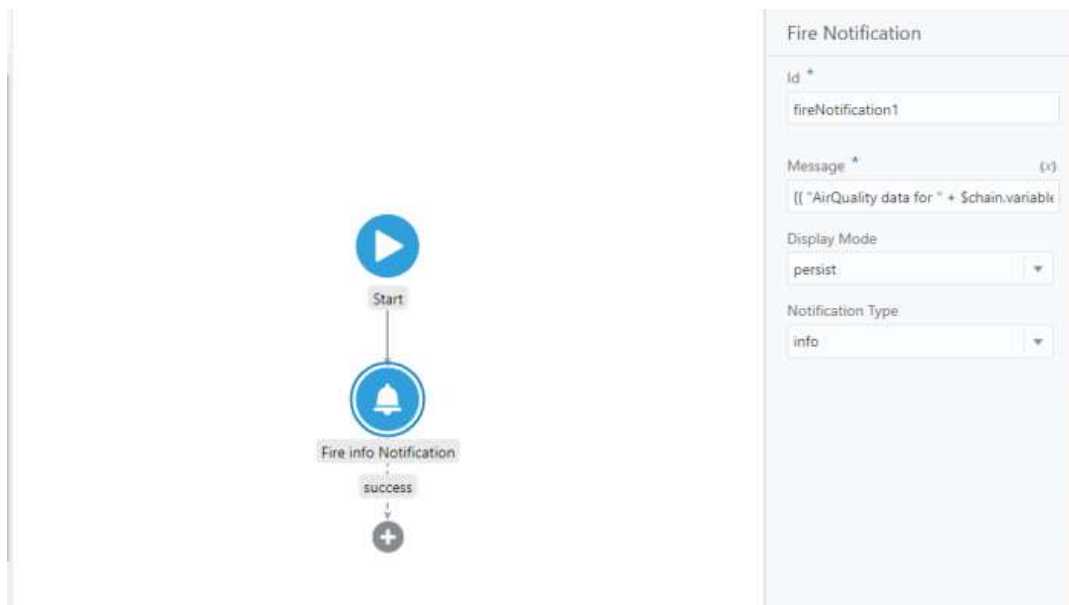 Start
Fire info Notification
success
Fire Notification
Id *
fireNotification1
Message *
(x)
{{ "AirQuality data for " + $chain.variable
Display Mode
persist
Notification Type
info